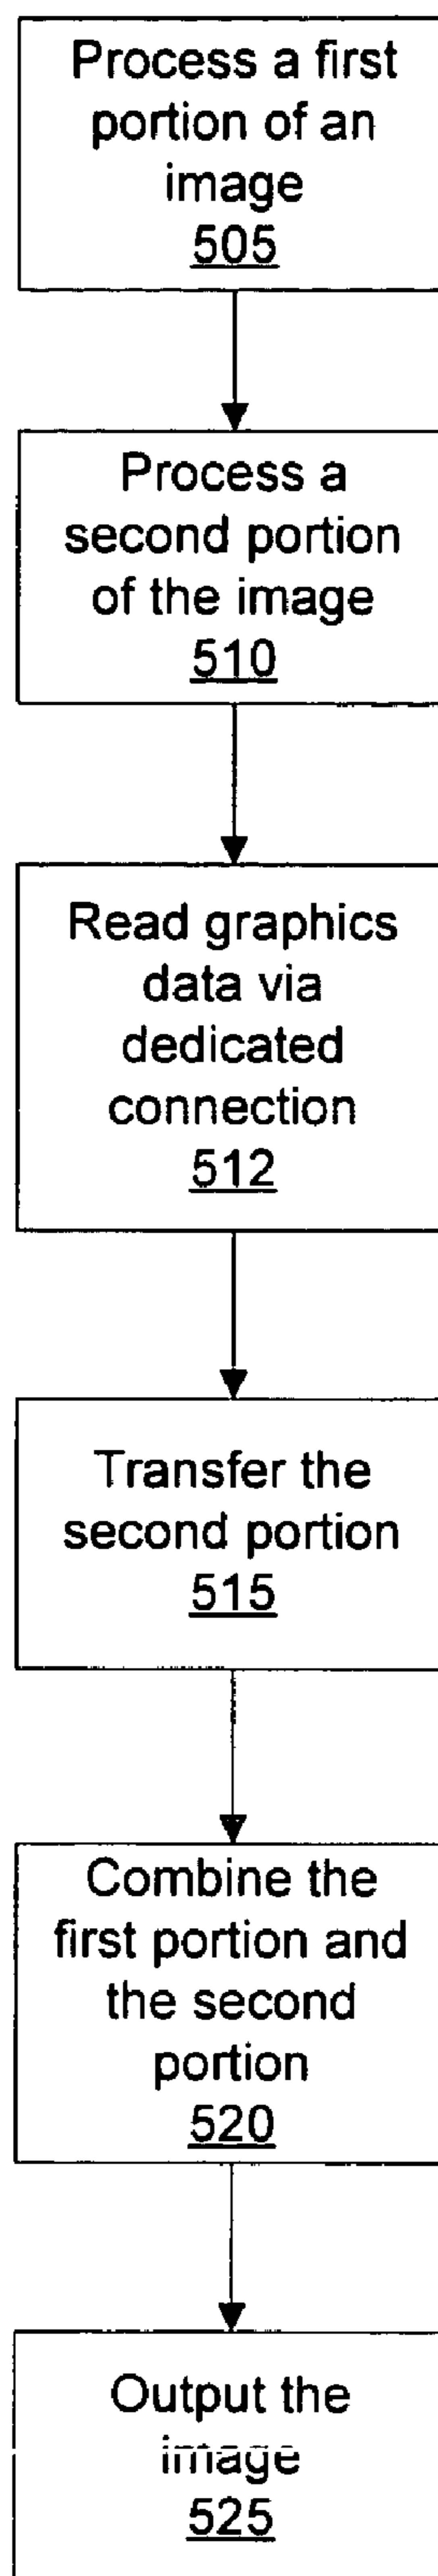 Process a first
portion of an
image
505
Process a
second portion
of the image
510
Read graphics
data via
dedicated
connection
512
Transfer the
second portion
515
Combine the
first portion and
the second
portion
520
Output the
image
525